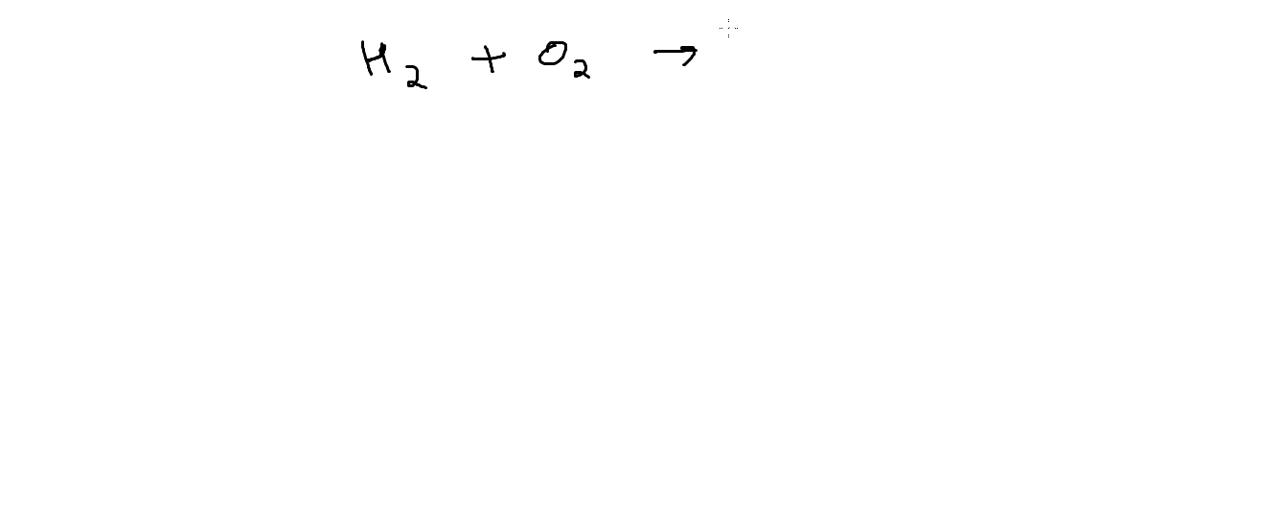 H₂ + O₂ →